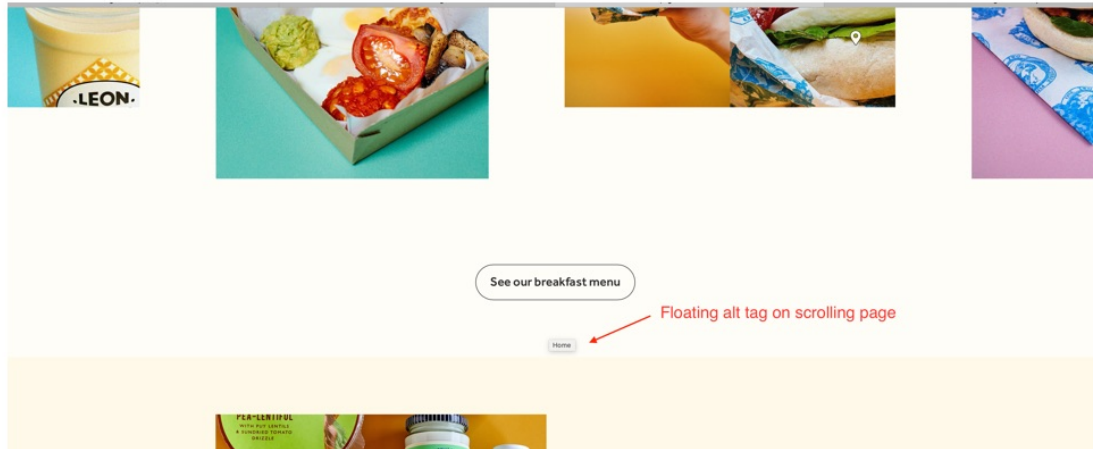 ·LEON·
See our breakfast menu
Floating alt tag on scrolling page
Home
PEA-LENTIFUL
WITH PUY LENTILS
& SUNDRIED TOMATO
DRIZZLE